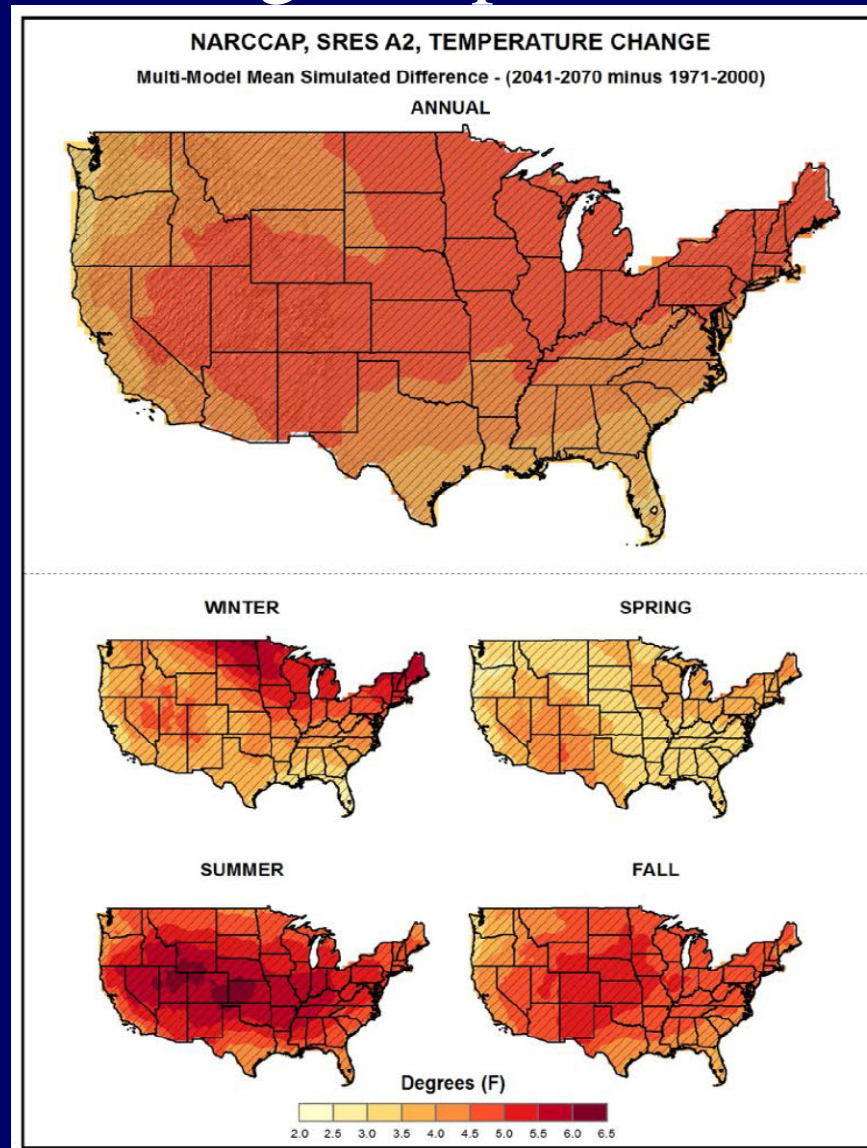 NARCCAP, SRES A2, TEMPERATURE CHANGE
Multi-Model Mean Simulated Difference - (2041-2070 minus 1971-2000)
ANNUAL
WINTER
SPRING
SUMMER
FALL
Degrees (F)
2.0 2.5 3.0 3.5 4.0 4.5 5.0 5.5 6.0 6.5